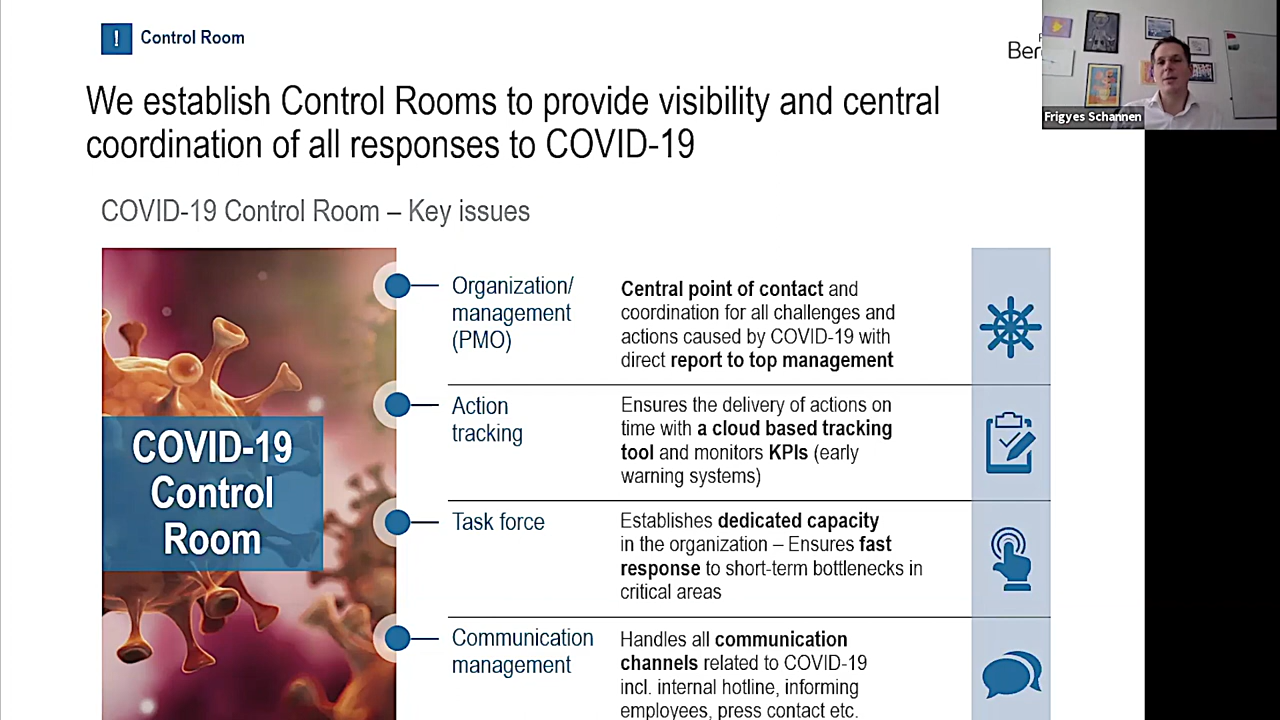 ! Control Room
Frigyes Schannen
We establish Control Rooms to provide visibility and central
coordination of all responses to COVID-19
COVID-19 Control Room – Key issues
COVID-19
Control
Room
Organization/
management
(PMO)
Central point of contact and
coordination for all challenges and
actions caused by COVID-19 with
direct report to top management
Action
tracking
Ensures the delivery of actions on
time with a cloud based tracking
tool and monitors KPIs (early
warning systems)
Task force
Establishes dedicated capacity
in the organization – Ensures fast
response to short-term bottlenecks in
critical areas
Communication
management
Handles all communication
channels related to COVID-19
incl. internal hotline, informing
employees, press contact etc.